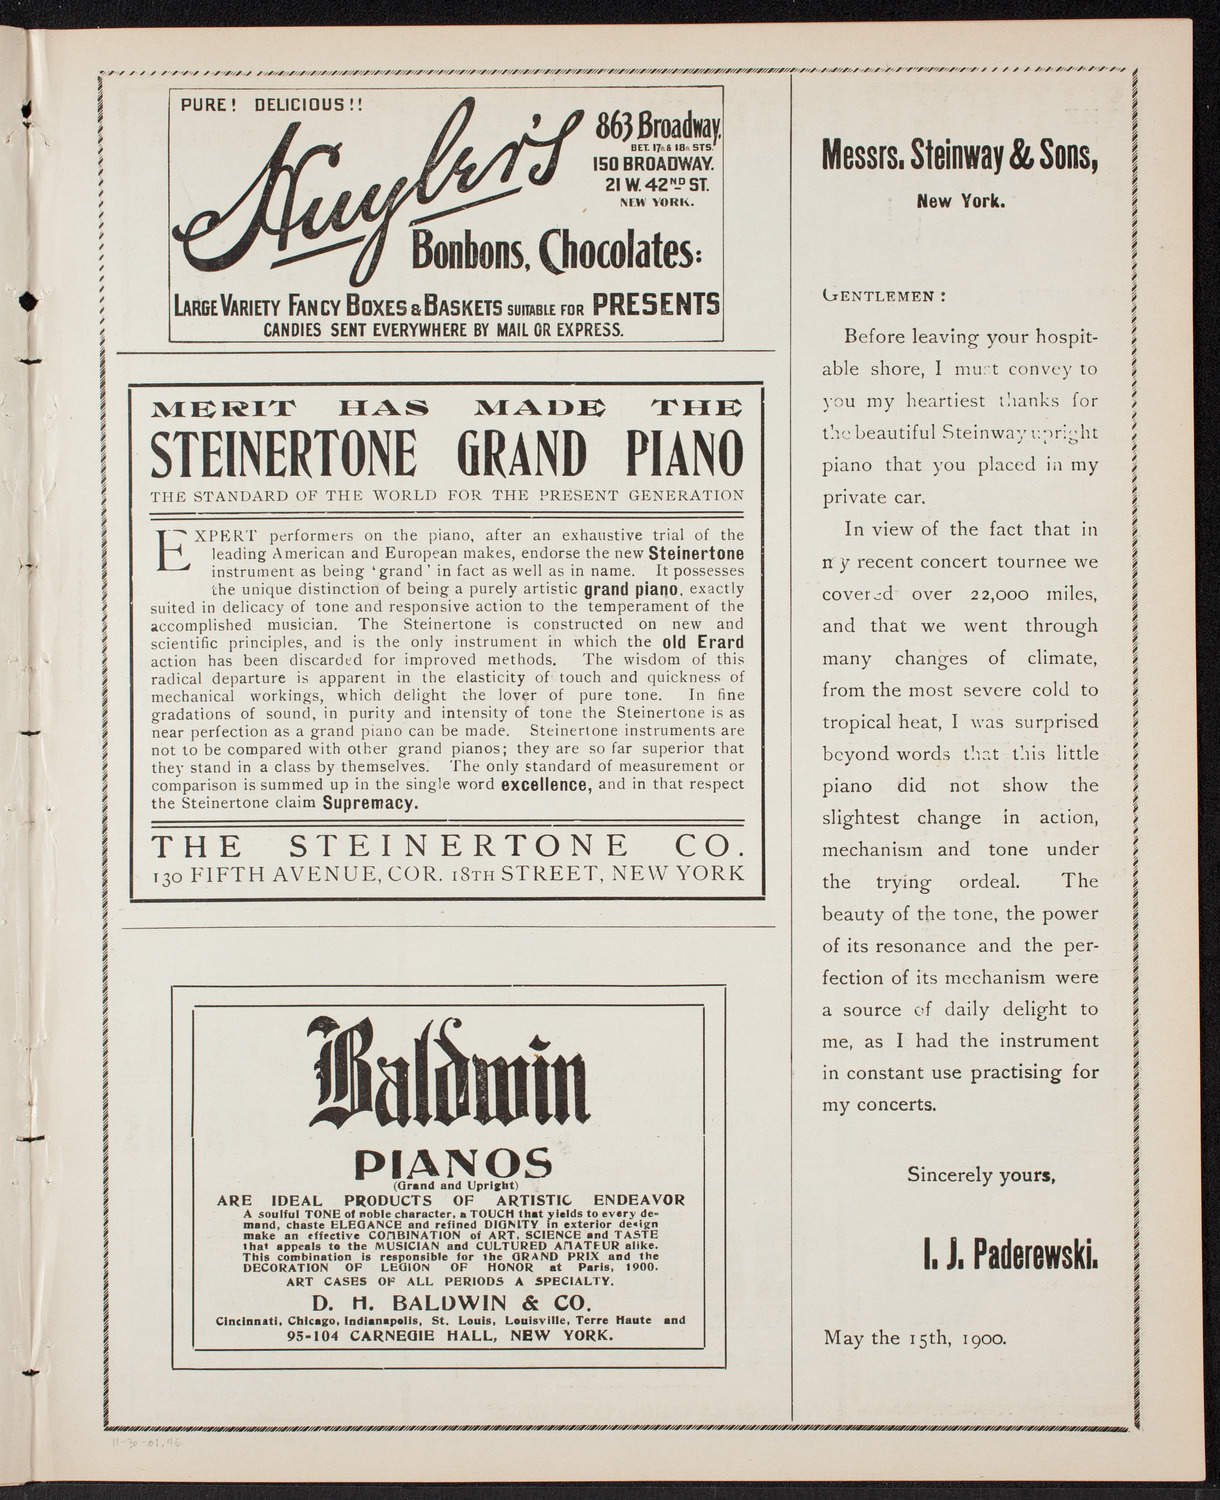 PURE! DELICIOUS!!
Huyler's
863 Broadway,
BET. 17TH & 18TH STS.
150 BROADWAY.
21 W. 42ND ST.
NEW YORK.
Bonbons, Chocolates:
LARGE VARIETY FANCY BOXES & BASKETS SUITABLE FOR PRESENTS
CANDIES SENT EVERYWHERE BY MAIL OR EXPRESS.
MERIT HAS MADE THE
STEINERTONE GRAND PIANO
THE STANDARD OF THE WORLD FOR THE PRESENT GENERATION
EXPERT performers on the piano, after an exhaustive trial of the
leading American and European makes, endorse the new Steinertone
instrument as being 'grand' in fact as well as in name. It possesses
the unique distinction of being a purely artistic grand piano, exactly
suited in delicacy of tone and responsive action to the temperament of the
accomplished musician. The Steinertone is constructed on new and
scientific principles, and is the only instrument in which the old Erard
action has been discarded for improved methods. The wisdom of this
radical departure is apparent in the elasticity of touch and quickness of
mechanical workings, which delight the lover of pure tone. In fine
gradations of sound, in purity and intensity of tone the Steinertone is as
near perfection as a grand piano can be made. Steinertone instruments are
not to be compared with other grand pianos; they are so far superior that
they stand in a class by themselves. The only standard of measurement or
comparison is summed up in the single word excellence, and in that respect
the Steinertone claim Supremacy.
THE STEINERTONE CO.
130 FIFTH AVENUE, COR. 18TH STREET, NEW YORK
Baldwin
PIANOS
(Grand and Upright)
ARE IDEAL PRODUCTS OF ARTISTIC ENDEAVOR
A soulful TONE of noble character, a TOUCH that yields to every de-
mand, chaste ELEGANCE and refined DIGNITY in exterior design
make an effective COMBINATION of ART, SCIENCE and TASTE
that appeals to the MUSICIAN and CULTURED AMATEUR alike.
This combination is responsible for the GRAND PRIX and the
DECORATION OF LEGION OF HONOR at Paris, 1900.
ART CASES OF ALL PERIODS A SPECIALTY.
D. H. BALDWIN & CO.
Cincinnati, Chicago, Indianapolis, St. Louis, Louisville, Terre Haute and
95-104 CARNEGIE HALL, NEW YORK.
Messrs. Steinway & Sons,
New York.
GENTLEMEN:
Before leaving your hospit-
able shore, I must convey to
you my heartiest thanks for
the beautiful Steinway upright
piano that you placed in my
private car.
In view of the fact that in
my recent concert tournee we
covered over 22,000 miles,
and that we went through
many changes of climate,
from the most severe cold to
tropical heat, I was surprised
beyond words that this little
piano did not show the
slightest change in action,
mechanism and tone under
the trying ordeal. The
beauty of the tone, the power
of its resonance and the per-
fection of its mechanism were
a source of daily delight to
me, as I had the instrument
in constant use practising for
my concerts.
Sincerely yours,
I. J. Paderewski.
May the 15th, 1900.
11-30-01, 4E